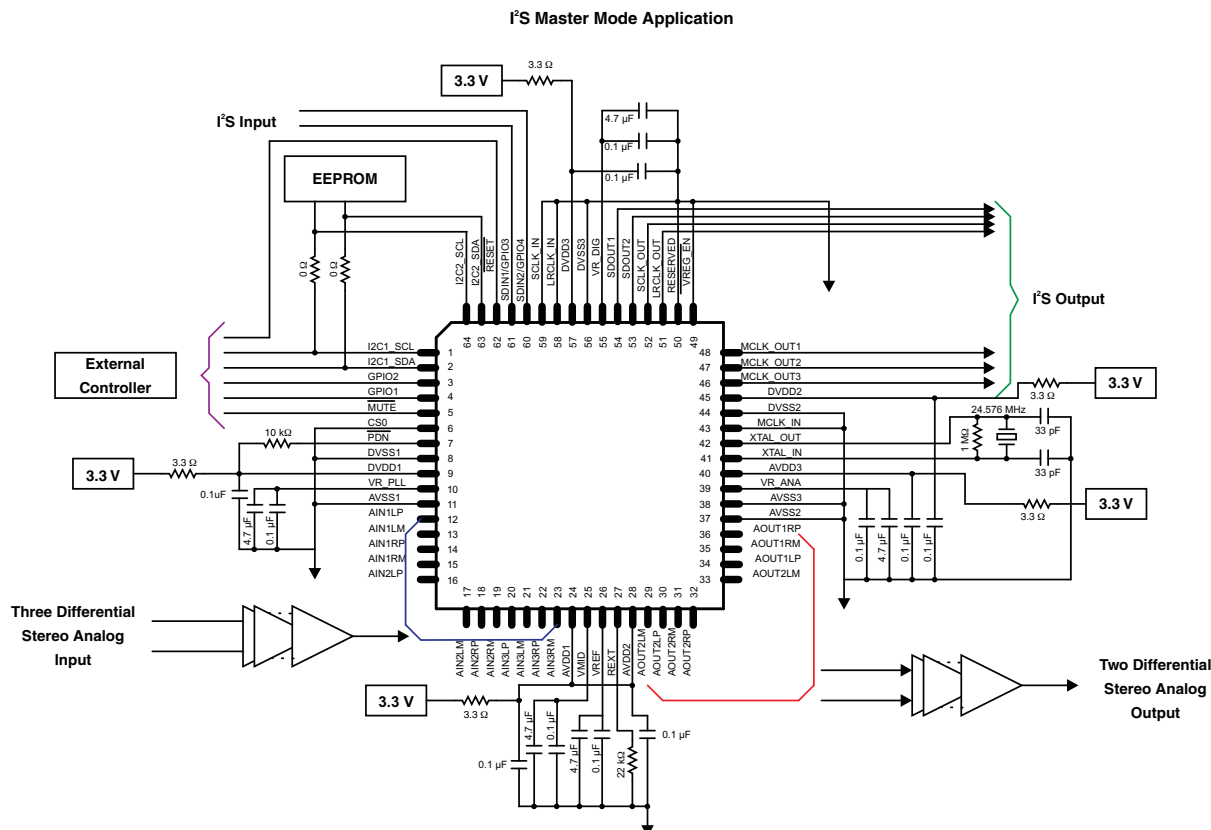 I²S Master Mode Application
3.3 Ω
3.3 V
I²S Input
4.7 µF
0.1 µF
0.1 µF
EEPROM
0 Ω
0 Ω
I2C2_SCL
I2C2_SDA
RESET
SDIN1/GPIO3
SDIN2/GPIO4
SCLK_IN
LRCLK_IN
DVDD3
DVSS3
VR_DIG
SDOUT1
SDOUT2
SCLK_OUT
LRCLK_OUT
RESERVED
VREG_EN
I²S Output
64
63
62
61
60
59
58
57
56
55
54
53
52
51
50
49
External
Controller
I2C1_SCL
1
I2C1_SDA
2
GPIO2
3
GPIO1
4
MUTE
5
CS0
6
PDN
7
DVSS1
8
DVDD1
9
VR_PLL
10
AVSS1
11
AIN1LP
12
AIN1LM
13
AIN1RP
14
AIN1RM
15
AIN2LP
16
10 kΩ
3.3 V
3.3 Ω
0.1uF
4.7 µF
0.1 µF
48
MCLK_OUT1
47
MCLK_OUT2
46
MCLK_OUT3
45
DVDD2
44
DVSS2
43
MCLK_IN
42
XTAL_OUT
41
XTAL_IN
40
AVDD3
39
VR_ANA
38
AVSS3
37
AVSS2
36
AOUT1RP
35
AOUT1RM
34
AOUT1LP
33
AOUT2LM
3.3 Ω
3.3 V
24.576 MHz
1 MΩ
33 pF
33 pF
3.3 Ω
3.3 V
0.1 µF
4.7 µF
0.1 µF
0.1 µF
17
18
19
20
21
22
23
24
25
26
27
28
29
30
31
32
AIN2LM
AIN2RP
AIN2RM
AIN3LP
AIN3LM
AIN3RP
AIN3RM
AVDD1
VMID
VREF
REXT
AVDD2
AOUT2LM
AOUT2LP
AOUT2RM
AOUT2RP
Three Differential
Stereo Analog
Input
3.3 V
3.3 Ω
0.1 µF
4.7 µF
0.1 µF
4.7 µF
0.1 µF
22 kΩ
0.1 µF
Two Differential
Stereo Analog
Output